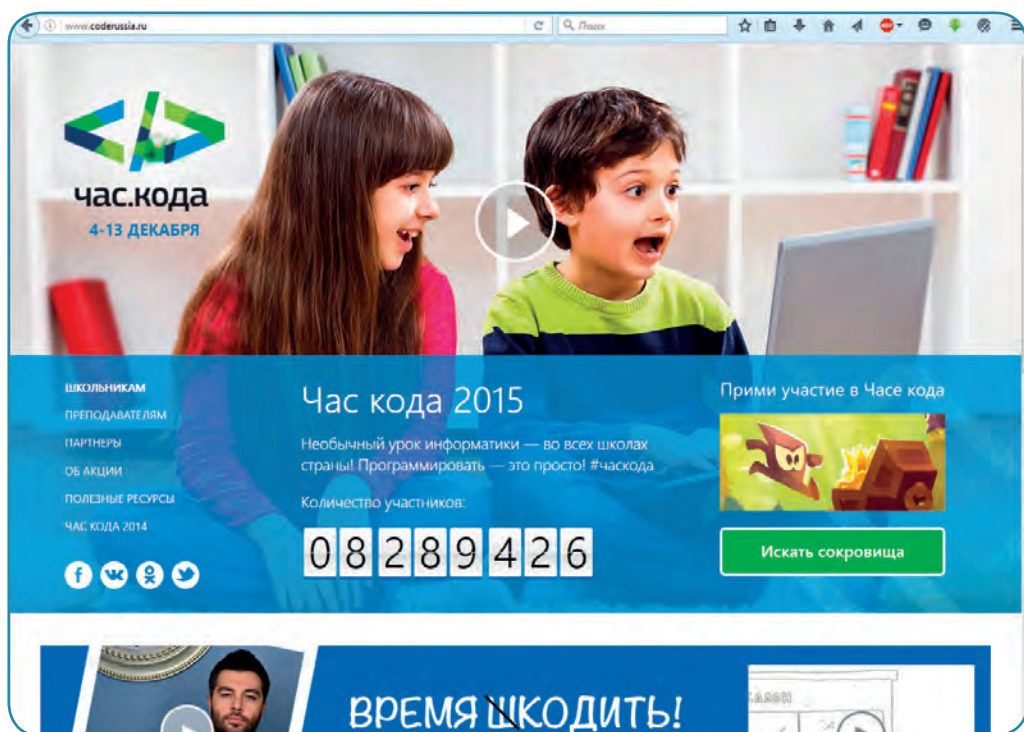 www.coderussia.ru
Поиск
ABP
час.кода
4-13 ДЕКАБРЯ
ШКОЛЬНИКАМ
ПРЕПОДАВАТЕЛЯМ
ПАРТНЕРЫ
ОБ АКЦИИ
ПОЛЕЗНЫЕ РЕСУРСЫ
ЧАС КОДА 2014
Час кода 2015
Необычный урок информатики — во всех школах
страны! Программировать — это просто! #часкода
Количество участников:
08289426
Прими участие в Часе кода
Искать сокровища
ВРЕМЯ ШКОДИТЬ!